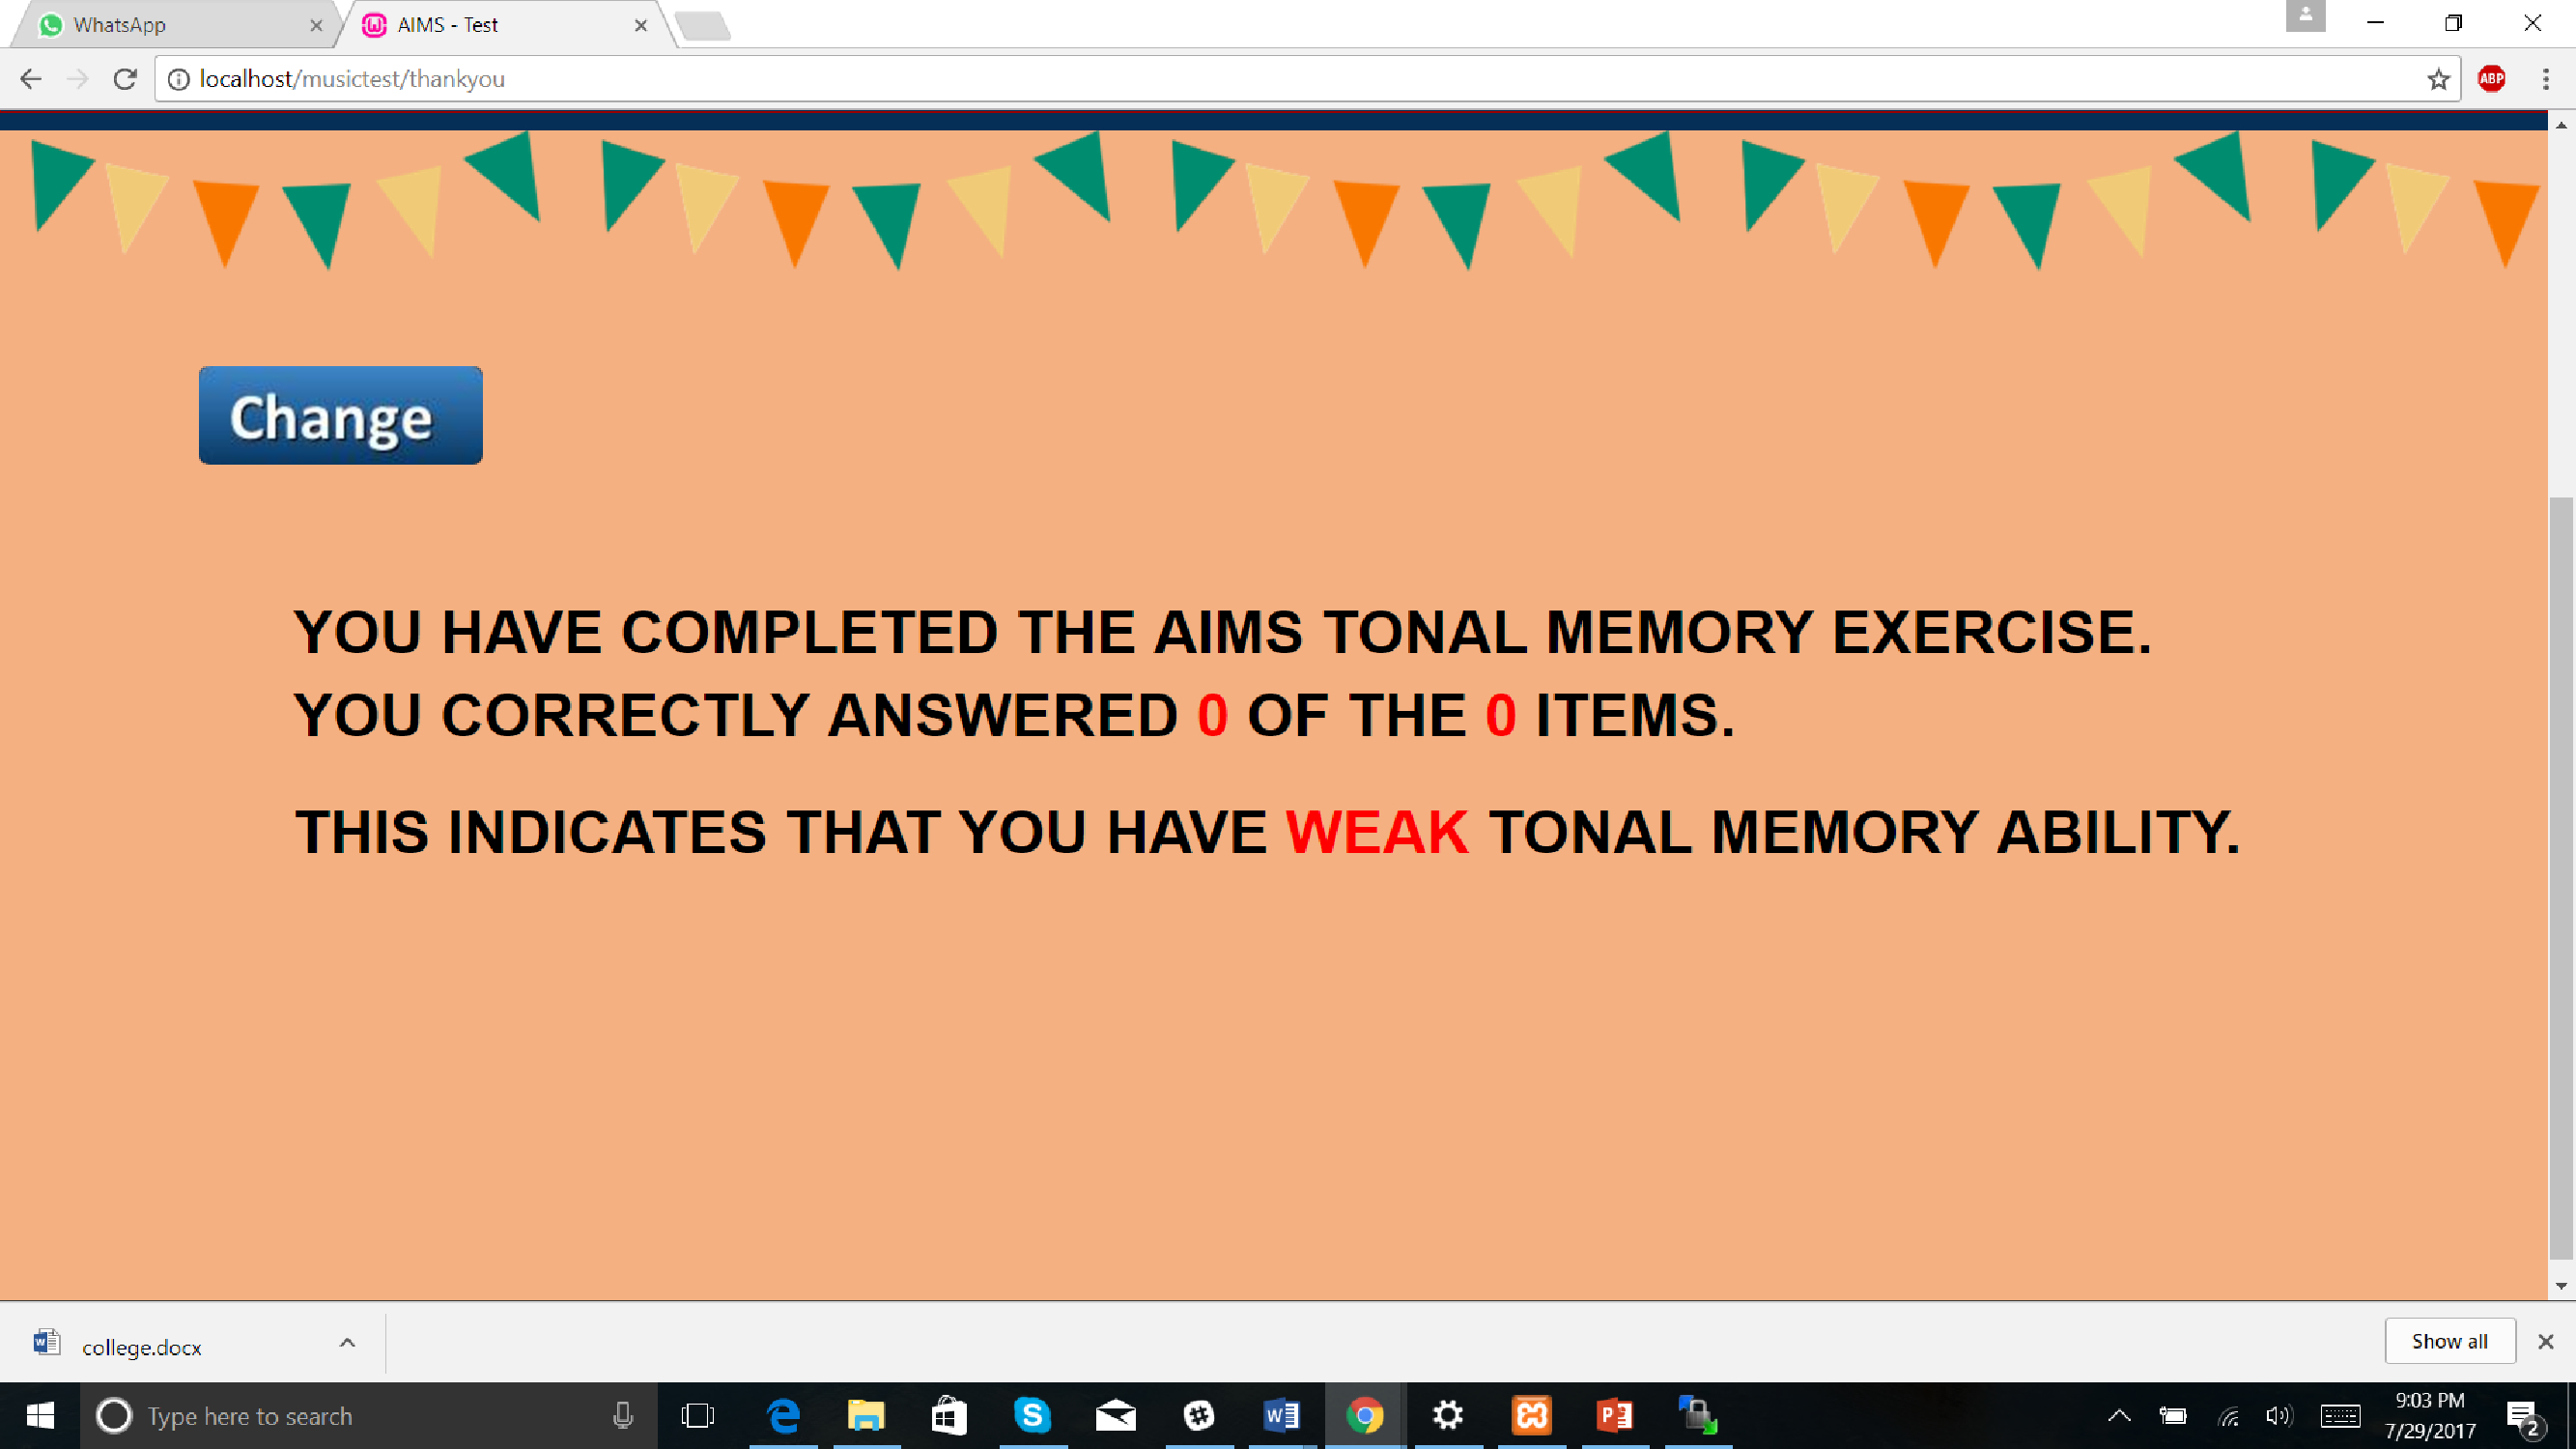 WhatsApp
AIMS - Test
localhost/musictest/thankyou
ABP
Change
YOU HAVE COMPLETED THE AIMS TONAL MEMORY EXERCISE.
YOU CORRECTLY ANSWERED 0 OF THE 0 ITEMS.
THIS INDICATES THAT YOU HAVE WEAK TONAL MEMORY ABILITY.
college.docx
Show all
Type here to search
9:03 PM
7/29/2017
2